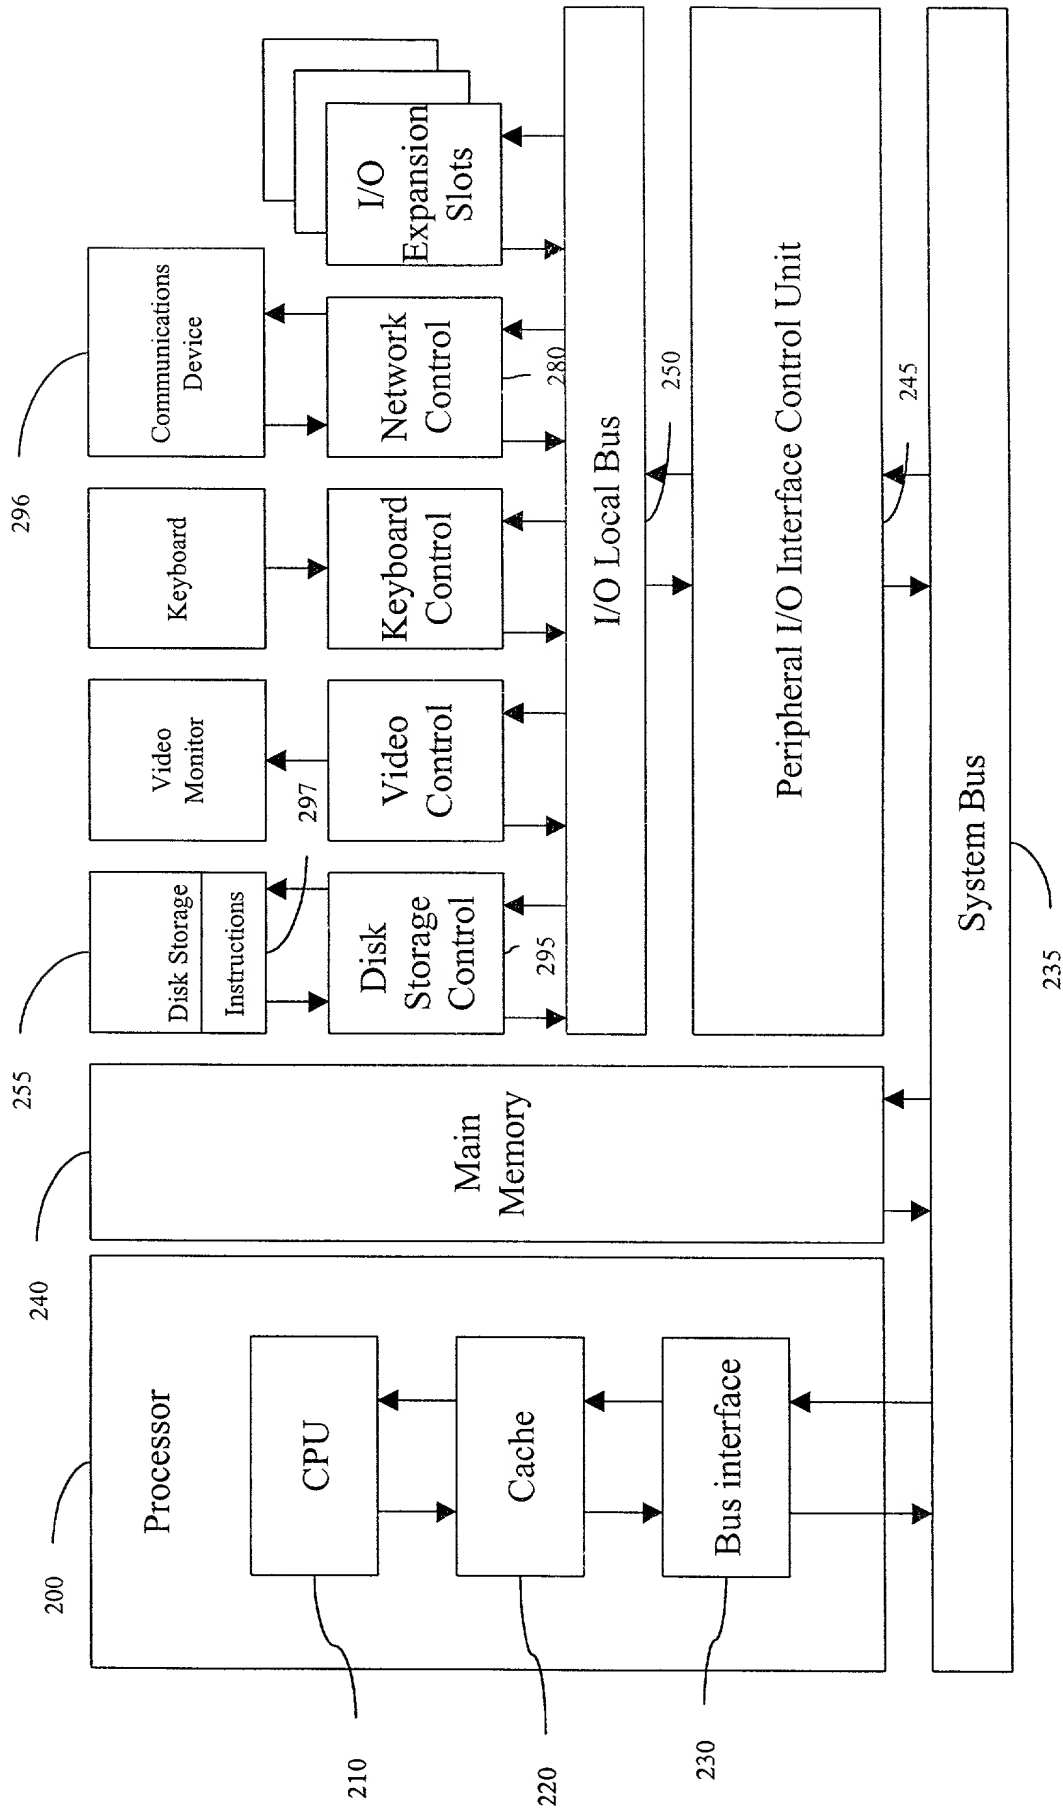 200
Processor
210
CPU
220
Cache
230
Bus interface
240
Main
Memory
255
Disk Storage
Instructions
297
Disk
Storage
Control
295
Video
Monitor
Video
Control
Keyboard
Keyboard
Control
296
Communications
Device
Network
Control
280
I/O
Expansion
Slots
I/O Local Bus
250
Peripheral I/O Interface Control Unit
245
System Bus
235